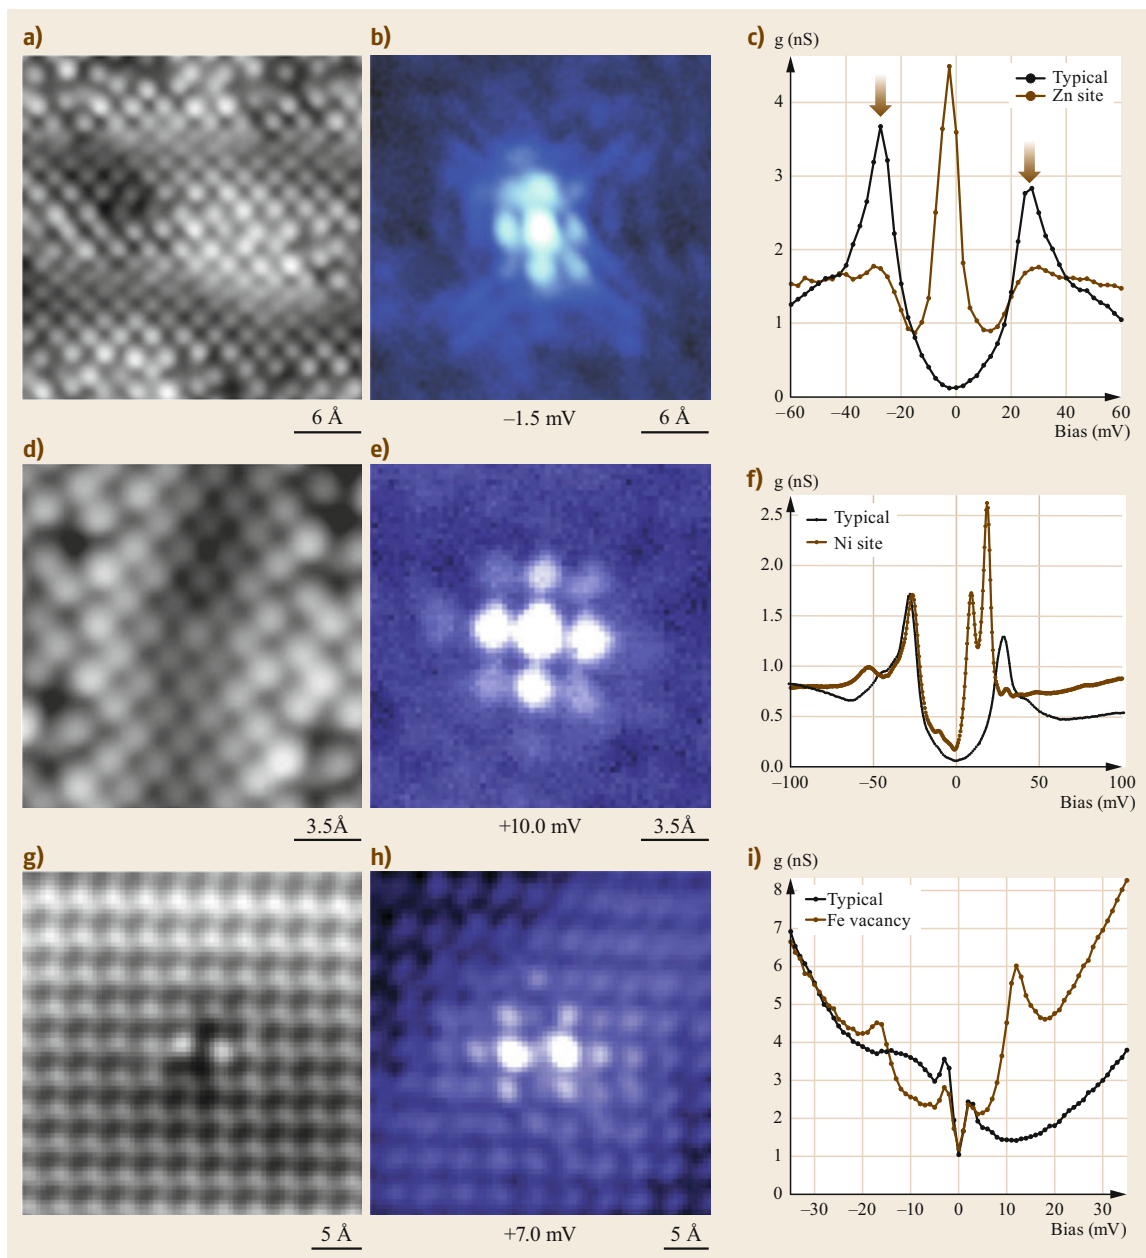 a)
b)
c)
g (nS)
Typical
Zn site
4
3
2
1
0
–60
–40
–20
0
20
40
60
Bias (mV)
6 Å
–1.5 mV
6 Å
d)
e)
f)
g (nS)
Typical
Ni site
2.5
2.0
1.5
1.0
0.5
0.0
–100
–50
0
50
100
Bias (mV)
3.5Å
+10.0 mV
3.5Å
g)
h)
i)
g (nS)
Typical
Fe vacancy
8
7
6
5
4
3
2
1
0
–30
–20
–10
0
10
20
30
Bias (mV)
5 Å
+7.0 mV
5 Å